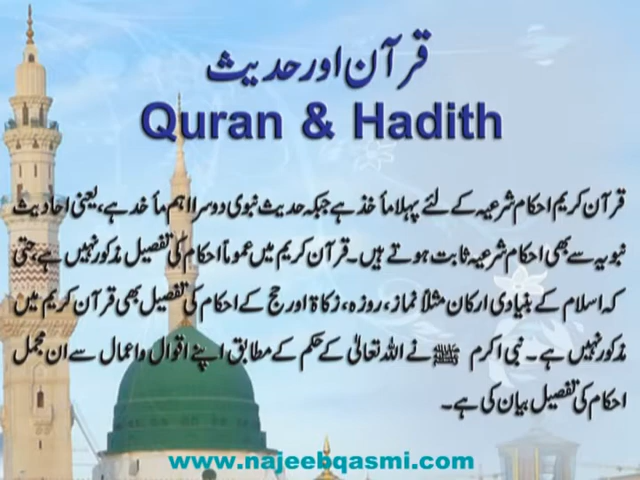 قرآن اور حدیث
Quran & Hadith
قرآن کریم احکام شرعیہ کے لئے پہلا مأخذ ہے جبکہ حدیث نبوی دوسرا اہم مأخذ ہے، یعنی احادیث
نبویہ سے بھی احکام شرعیہ ثابت ہوتے ہیں۔ قرآن کریم میں عموماً احکام کی تفصیل مذکور نہیں ہے، حتی
کہ اسلام کے بنیادی ارکان مثلاً نماز، روزہ، زکاۃ اور حج کے احکام کی تفصیل بھی قرآن کریم میں
مذکور نہیں ہے۔ نبی اکرم ﷺ نے اللہ تعالیٰ کے حکم کے مطابق اپنے اقوال واعمال سے ان مجمل
احکام کی تفصیل بیان کی ہے۔
www.najeebqasmi.com